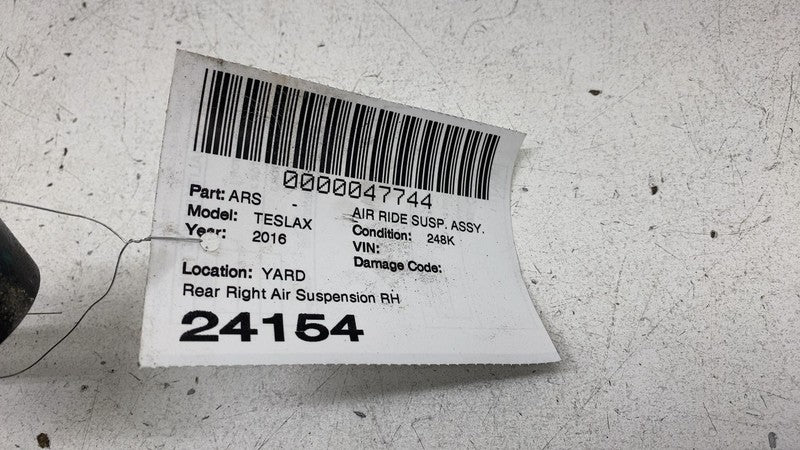 0000047744
Part: ARS - AIR RIDE SUSP. ASSY.
Model: TESLAX Condition: 248K
Year: 2016 VIN:
Damage Code:
Location: YARD
Rear Right Air Suspension RH
24154